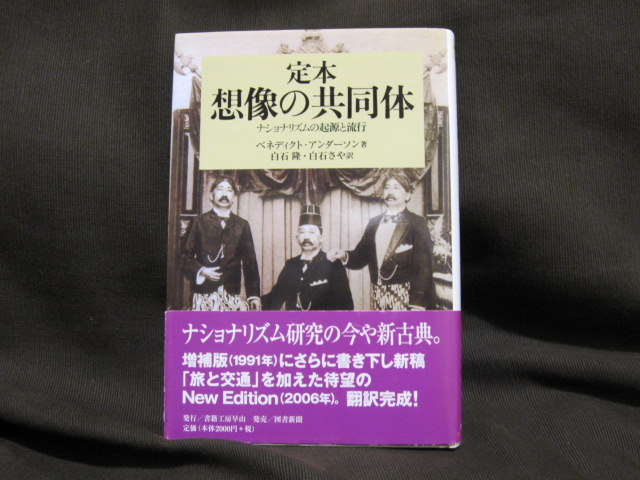 定本
想像の共同体
ナショナリズムの起源と流行
ベネディクト・アンダーソン著
白石 隆・白石さや訳
ナショナリズム研究の今や新古典。
増補版(1991年)にさらに書き下し新稿
「旅と交通」を加えた待望の
New Edition(2006年)。翻訳完成!
発行／書籍工房早山 発売／図書新聞
定価(本体2000円+税)